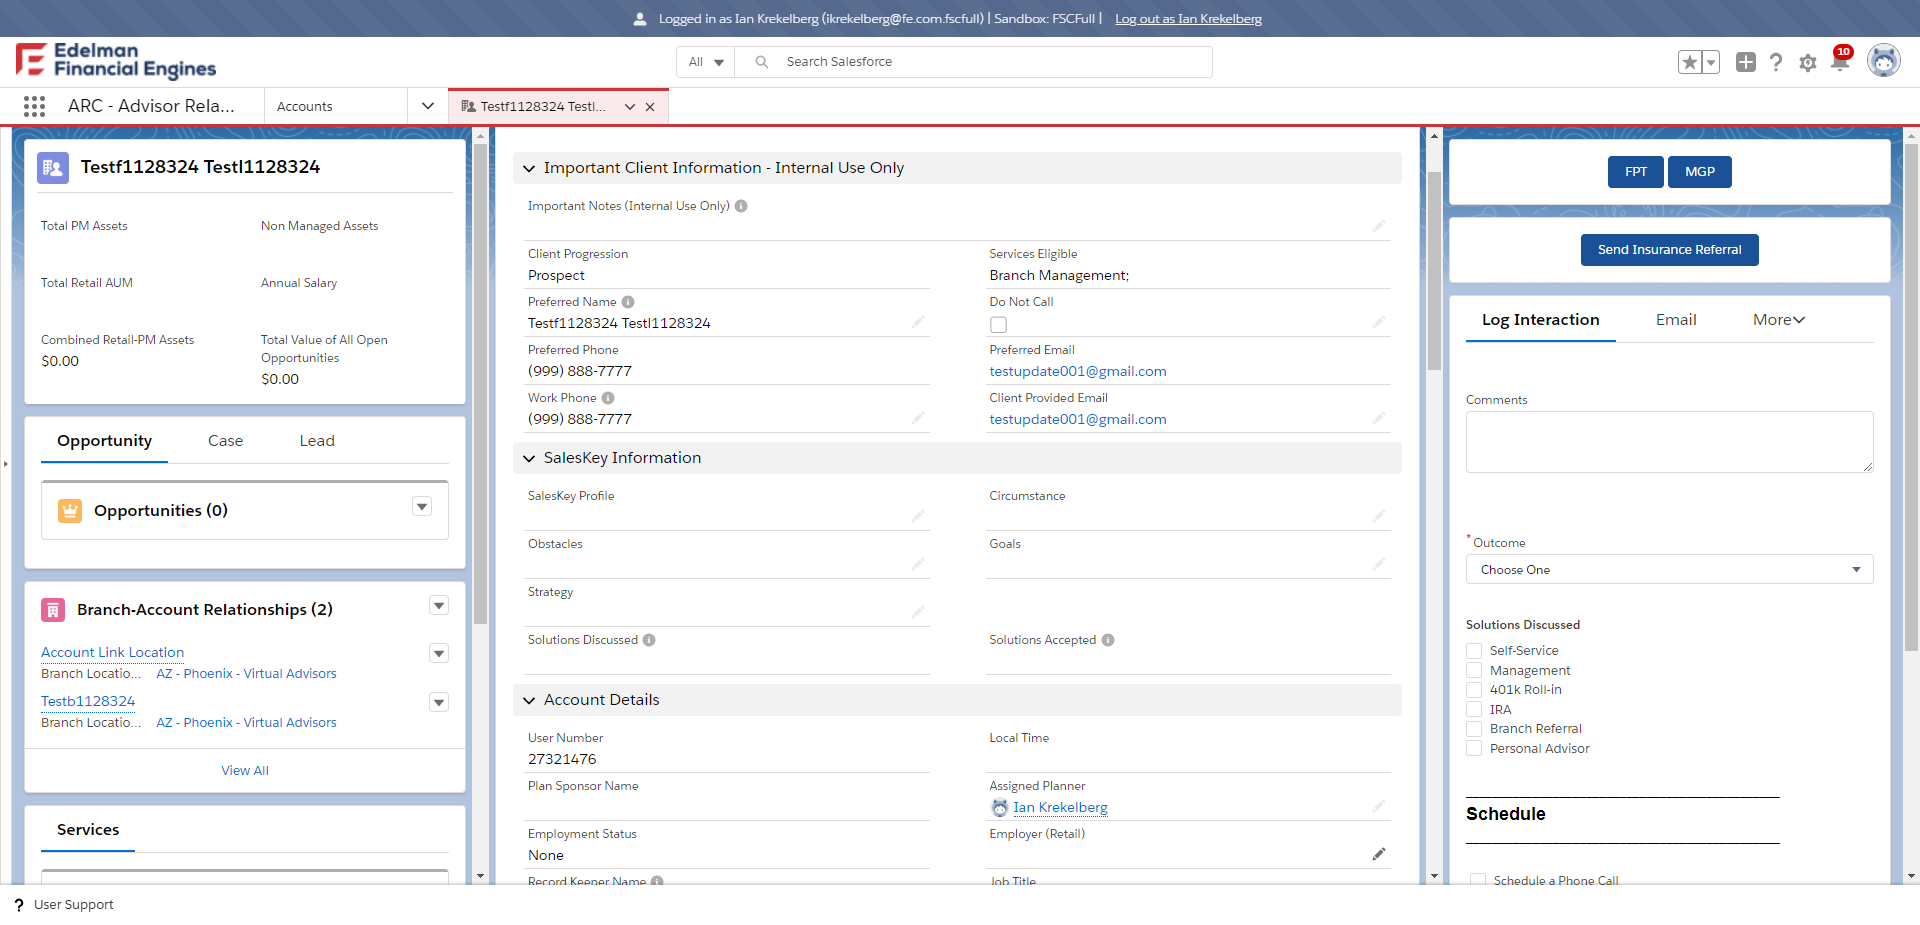 Logged in as Ian Krekelberg (ikrekelberg@fe.com.fscfull) | Sandbox: FSCFull | Log out as Ian Krekelberg
Edelman
Financial Engines
All
Search Salesforce
10
ARC - Advisor Rela...
Accounts
Testf1128324 Testl...
Testf1128324 Testl1128324
Total PM Assets
Non Managed Assets
Total Retail AUM
Annual Salary
Combined Retail-PM Assets
$0.00
Total Value of All Open
Opportunities
$0.00
Opportunity
Case
Lead
Opportunities (0)
Branch-Account Relationships (2)
Account Link Location
Branch Locatio... AZ - Phoenix - Virtual Advisors
Testb1128324
Branch Locatio... AZ - Phoenix - Virtual Advisors
View All
Services
Important Client Information - Internal Use Only
Important Notes (Internal Use Only)
Client Progression
Prospect
Services Eligible
Branch Management;
Preferred Name
Testf1128324 Testl1128324
Do Not Call
Preferred Phone
(999) 888-7777
Preferred Email
testupdate001@gmail.com
Work Phone
(999) 888-7777
Client Provided Email
testupdate001@gmail.com
SalesKey Information
SalesKey Profile
Circumstance
Obstacles
Goals
Strategy
Solutions Discussed
Solutions Accepted
Account Details
User Number
27321476
Local Time
Plan Sponsor Name
Assigned Planner
Ian Krekelberg
Employment Status
None
Employer (Retail)
Record Keeper Name
Job Title
FPT
MGP
Send Insurance Referral
Log Interaction
Email
More
Comments
* Outcome
Choose One
Solutions Discussed
Self-Service
Management
401k Roll-in
IRA
Branch Referral
Personal Advisor
Schedule
Schedule a Phone Call
? User Support